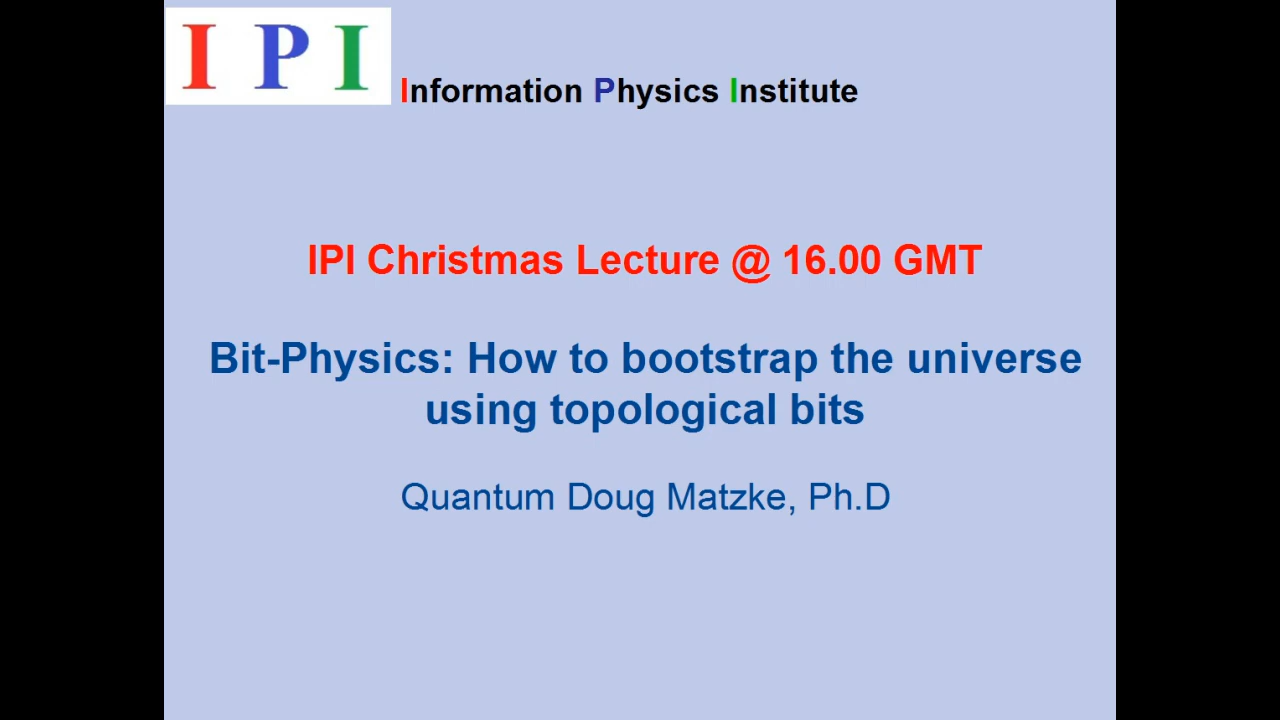 I P I
Information Physics Institute
IPI Christmas Lecture @ 16.00 GMT
Bit-Physics: How to bootstrap the universe
using topological bits
Quantum Doug Matzke, Ph.D